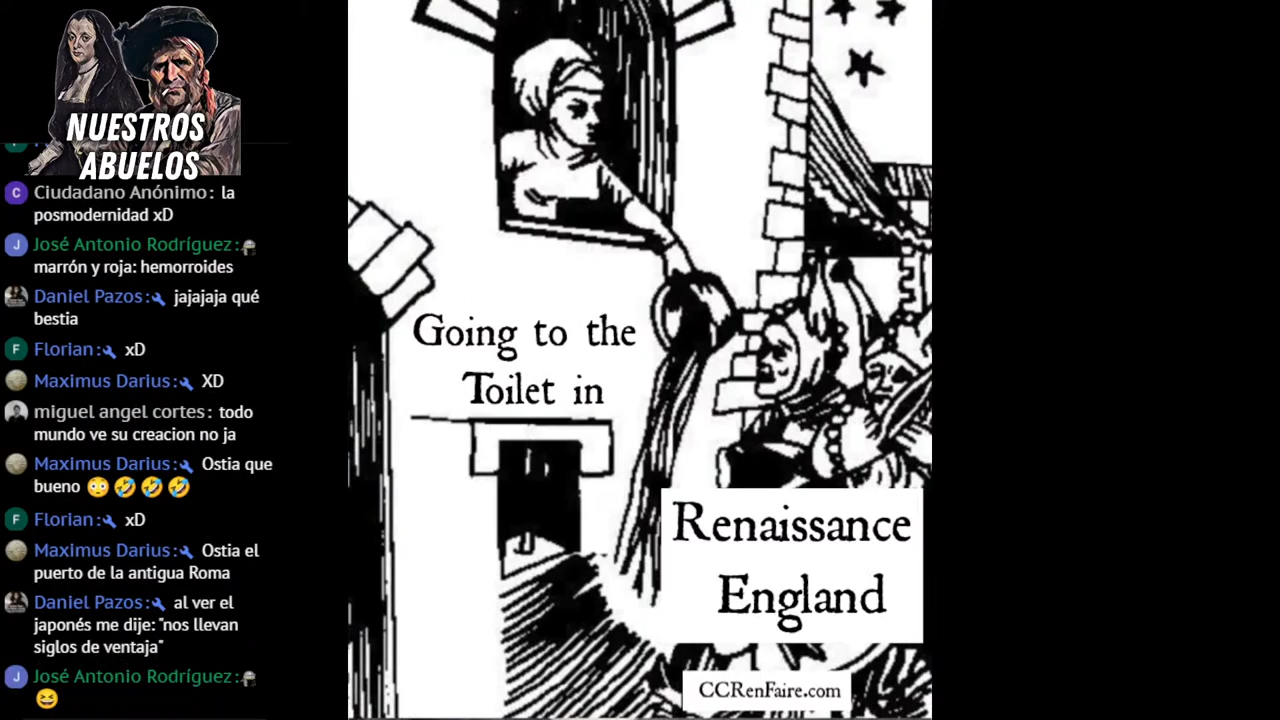 NUESTROS
ABUELOS
Ciudadano Anónimo: la
posmodernidad xD
José Antonio Rodríguez:
marrón y roja: hemorroides
Daniel Pazos: jajajaja qué
bestia
Florian: xD
Maximus Darius: XD
miguel angel cortes: todo
mundo ve su creacion no ja
Maximus Darius: Ostia que
bueno 😳 🤣 🤣 🤣
Florian: xD
Maximus Darius: Ostia el
puerto de la antigua Roma
Daniel Pazos: al ver el
japonés me dije: "nos llevan
siglos de ventaja"
José Antonio Rodríguez:
😆
Going to the
Toilet in
Renaissance
England
CCRenFaire.com